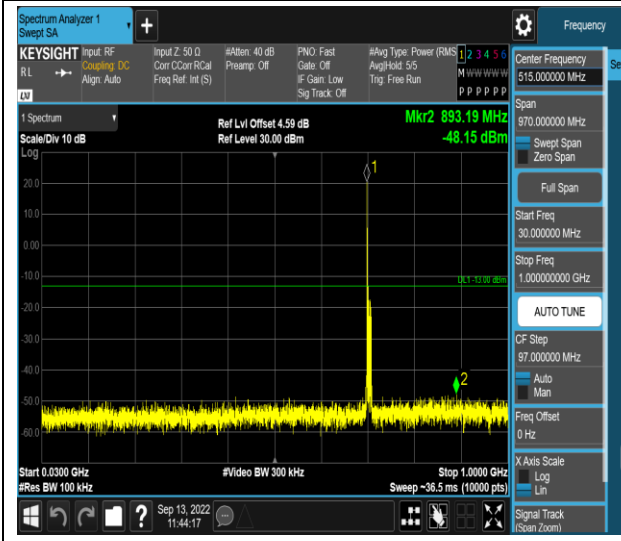 Spectrum Analyzer 1
Swept SA
Frequency
KEYSIGHT
RL
LXI
Input: RF
Coupling: DC
Align: Auto
Input Z: 50 Ω
Corr CCorr RCal
Freq Ref: Int (S)
#Atten: 40 dB
Preamp: Off
PNO: Fast
Gate: Off
IF Gain: Low
Sig Track: Off
#Avg Type: Power (RMS
Avg|Hold: 5/5
Trig: Free Run
1 2 3 4 5 6
M W W W W W
P P P P P P
1 Spectrum
Scale/Div 10 dB
Ref Lvl Offset 4.59 dB
Ref Level 30.00 dBm
Mkr2 893.19 MHz
-48.15 dBm
Log
1
20.0
10.0
0.00
-10.0
DL1 -13.00 dBm
-20.0
-30.0
-40.0
2
-50.0
-60.0
Start 0.0300 GHz
#Video BW 300 kHz
Stop 1.0000 GHz
#Res BW 100 kHz
Sweep ~36.5 ms (10000 pts)
Sep 13, 2022
11:44:17
Center Frequency
515.000000 MHz
Se
Span
970.000000 MHz
Swept Span
Zero Span
Full Span
Start Freq
30.000000 MHz
Stop Freq
1.000000000 GHz
AUTO TUNE
CF Step
97.000000 MHz
Auto
Man
Freq Offset
0 Hz
X Axis Scale
Log
Lin
Signal Track
(Span Zoom)